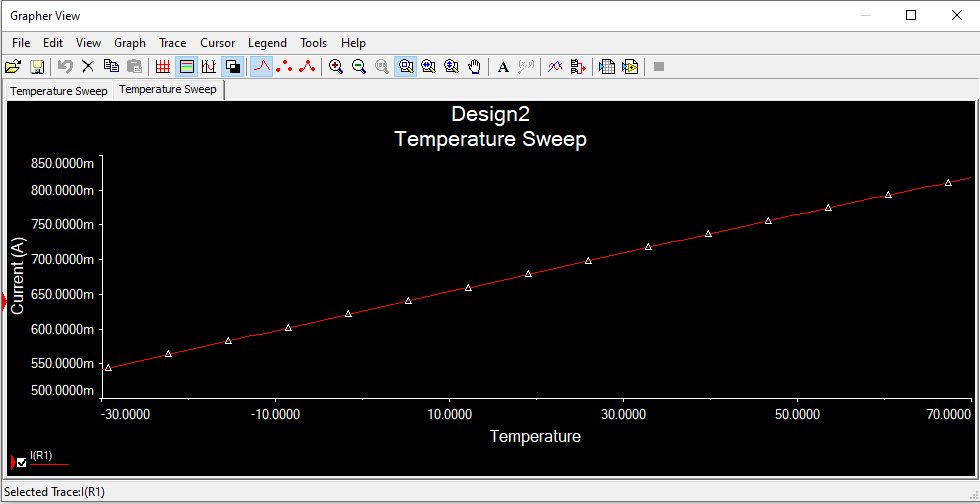 Grapher View
File Edit View Graph Trace Cursor Legend Tools Help
A (x,y)
Temperature Sweep Temperature Sweep
Design2
Temperature Sweep
Current (A)
850.0000m
800.0000m
750.0000m
700.0000m
650.0000m
600.0000m
550.0000m
500.0000m
-30.0000 -10.0000 10.0000 30.0000 50.0000 70.0000
Temperature
I(R1)
Selected Trace:I(R1)